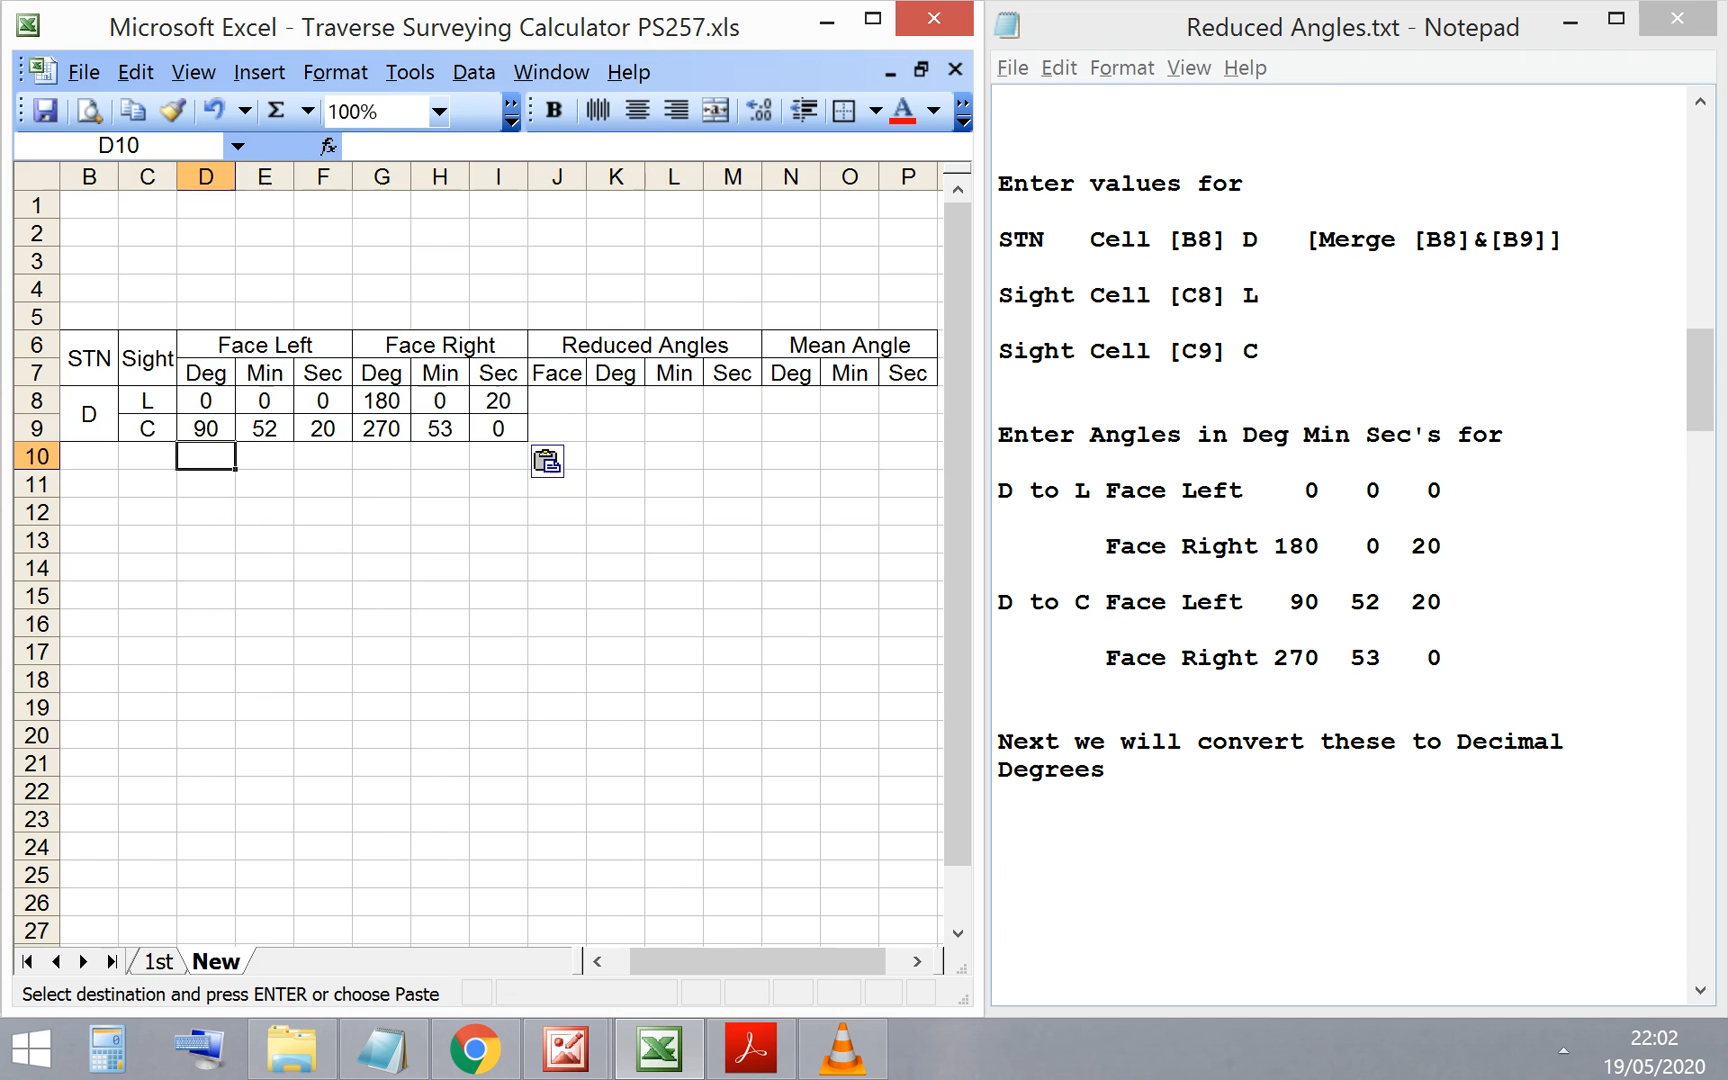 Microsoft Excel - Traverse Surveying Calculator PS257.xls
File Edit View Insert Format Tools Data Window Help
Σ 100% B A
D10 fx
B C D E F G H I J K L M N O P
1
2
3
4
5
6 STN Sight Face Left Face Right Reduced Angles Mean Angle
7 Deg Min Sec Deg Min Sec Face Deg Min Sec Deg Min Sec
8 D L 0 0 0 180 0 20
9 C 90 52 20 270 53 0
10
11
12
13
14
15
16
17
18
19
20
21
22
23
24
25
26
27
1st New
Select destination and press ENTER or choose Paste
Reduced Angles.txt - Notepad
File Edit Format View Help
Enter values for
STN Cell [B8] D [Merge [B8]&[B9]]
Sight Cell [C8] L
Sight Cell [C9] C
Enter Angles in Deg Min Sec's for
D to L Face Left 0 0 0
Face Right 180 0 20
D to C Face Left 90 52 20
Face Right 270 53 0
Next we will convert these to Decimal
Degrees
22:02
19/05/2020